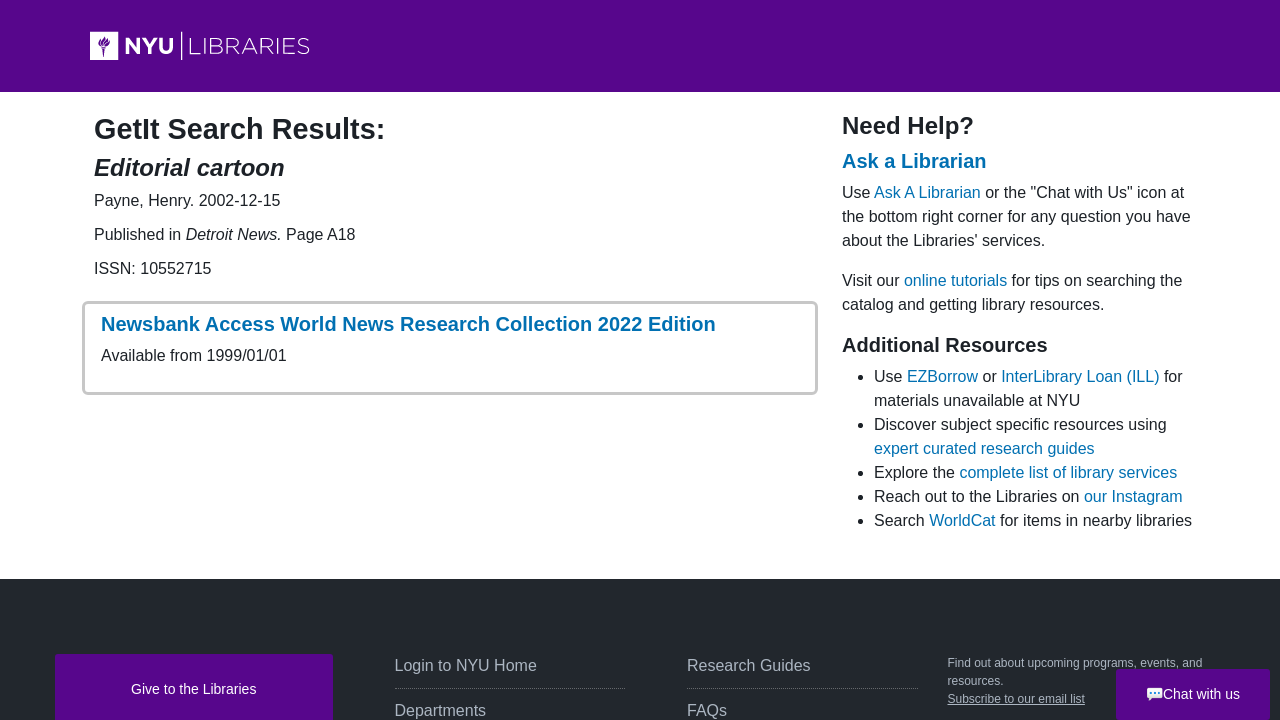 NYU LIBRARIES
GetIt Search Results:
Editorial cartoon
Payne, Henry. 2002-12-15
Published in Detroit News. Page A18
ISSN: 10552715
Newsbank Access World News Research Collection 2022 Edition
Available from 1999/01/01
Need Help?
Ask a Librarian
Use Ask A Librarian or the "Chat with Us" icon at
the bottom right corner for any question you have
about the Libraries' services.
Visit our online tutorials for tips on searching the
catalog and getting library resources.
Additional Resources
Use EZBorrow or InterLibrary Loan (ILL) for
materials unavailable at NYU
Discover subject specific resources using
expert curated research guides
Explore the complete list of library services
Reach out to the Libraries on our Instagram
Search WorldCat for items in nearby libraries
Give to the Libraries
Login to NYU Home
Departments
Research Guides
FAQs
Find out about upcoming programs, events, and
resources.
Subscribe to our email list
Chat with us